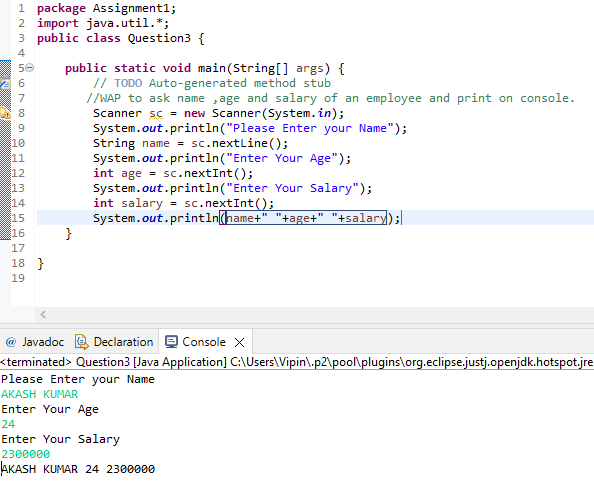 1 package Assignment1;
2 import java.util.*;
3 public class Question3 {
4
5 public static void main(String[] args) {
6 // TODO Auto-generated method stub
7 //WAP to ask name ,age and salary of an employee and print on console.
8 Scanner sc = new Scanner(System.in);
9 System.out.println("Please Enter your Name");
10 String name = sc.nextLine();
11 System.out.println("Enter Your Age");
12 int age = sc.nextInt();
13 System.out.println("Enter Your Salary");
14 int salary = sc.nextInt();
15 System.out.println(name+" "+age+" "+salary);
16 }
17
18 }
19
@ Javadoc Declaration Console
<terminated> Question3 [Java Application] C:\Users\Vipin\.p2\pool\plugins\org.eclipse.justj.openjdk.hotspot.jre
Please Enter your Name
AKASH KUMAR
Enter Your Age
24
Enter Your Salary
2300000
AKASH KUMAR 24 2300000